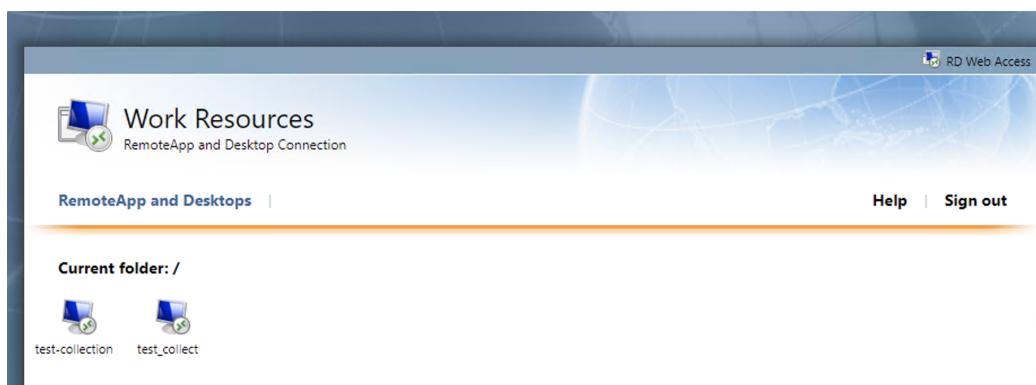 RD Web Access
Work Resources
RemoteApp and Desktop Connection
RemoteApp and Desktops | Help | Sign out
Current folder: /
test-collection test_collect